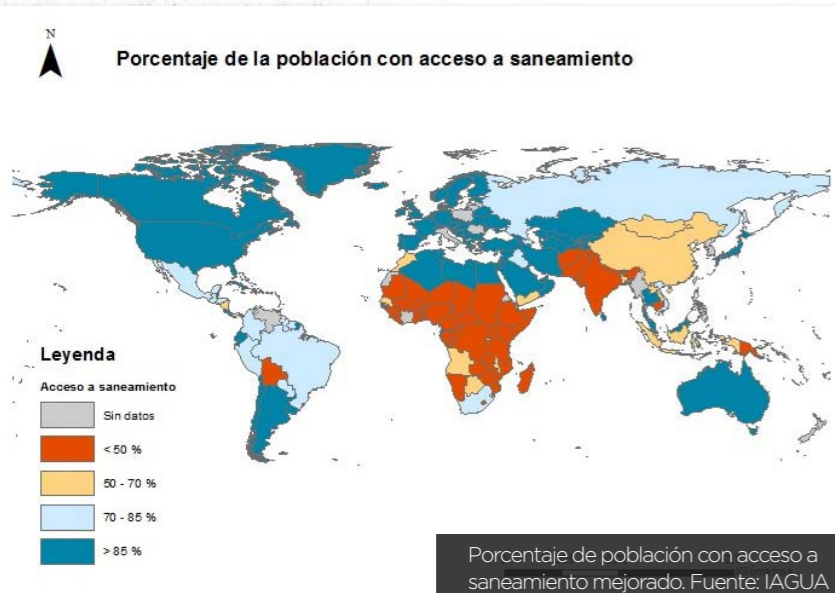 N
Porcentaje de la población con acceso a saneamiento
Leyenda
Acceso a saneamiento
Sin datos
< 50 %
50 - 70 %
70 - 85 %
> 85 %
Porcentaje de población con acceso a
saneamiento mejorado. Fuente: IAGUA